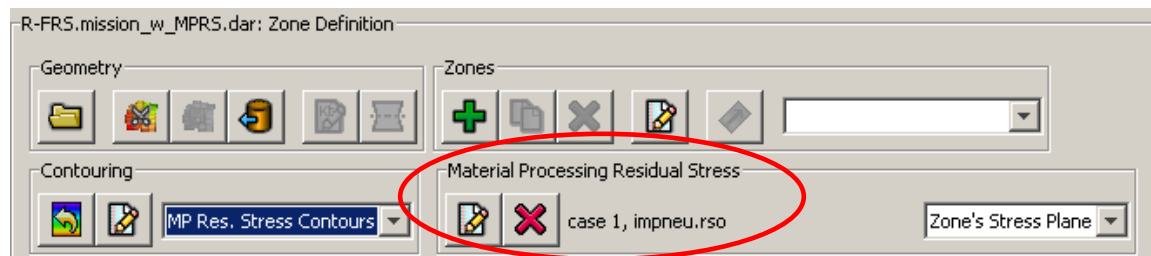 R-FRS.mission_w_MPRS.dar: Zone Definition
Geometry
Zones
Contouring
MP Res. Stress Contours
Material Processing Residual Stress
case 1, impneu.rso
Zone's Stress Plane